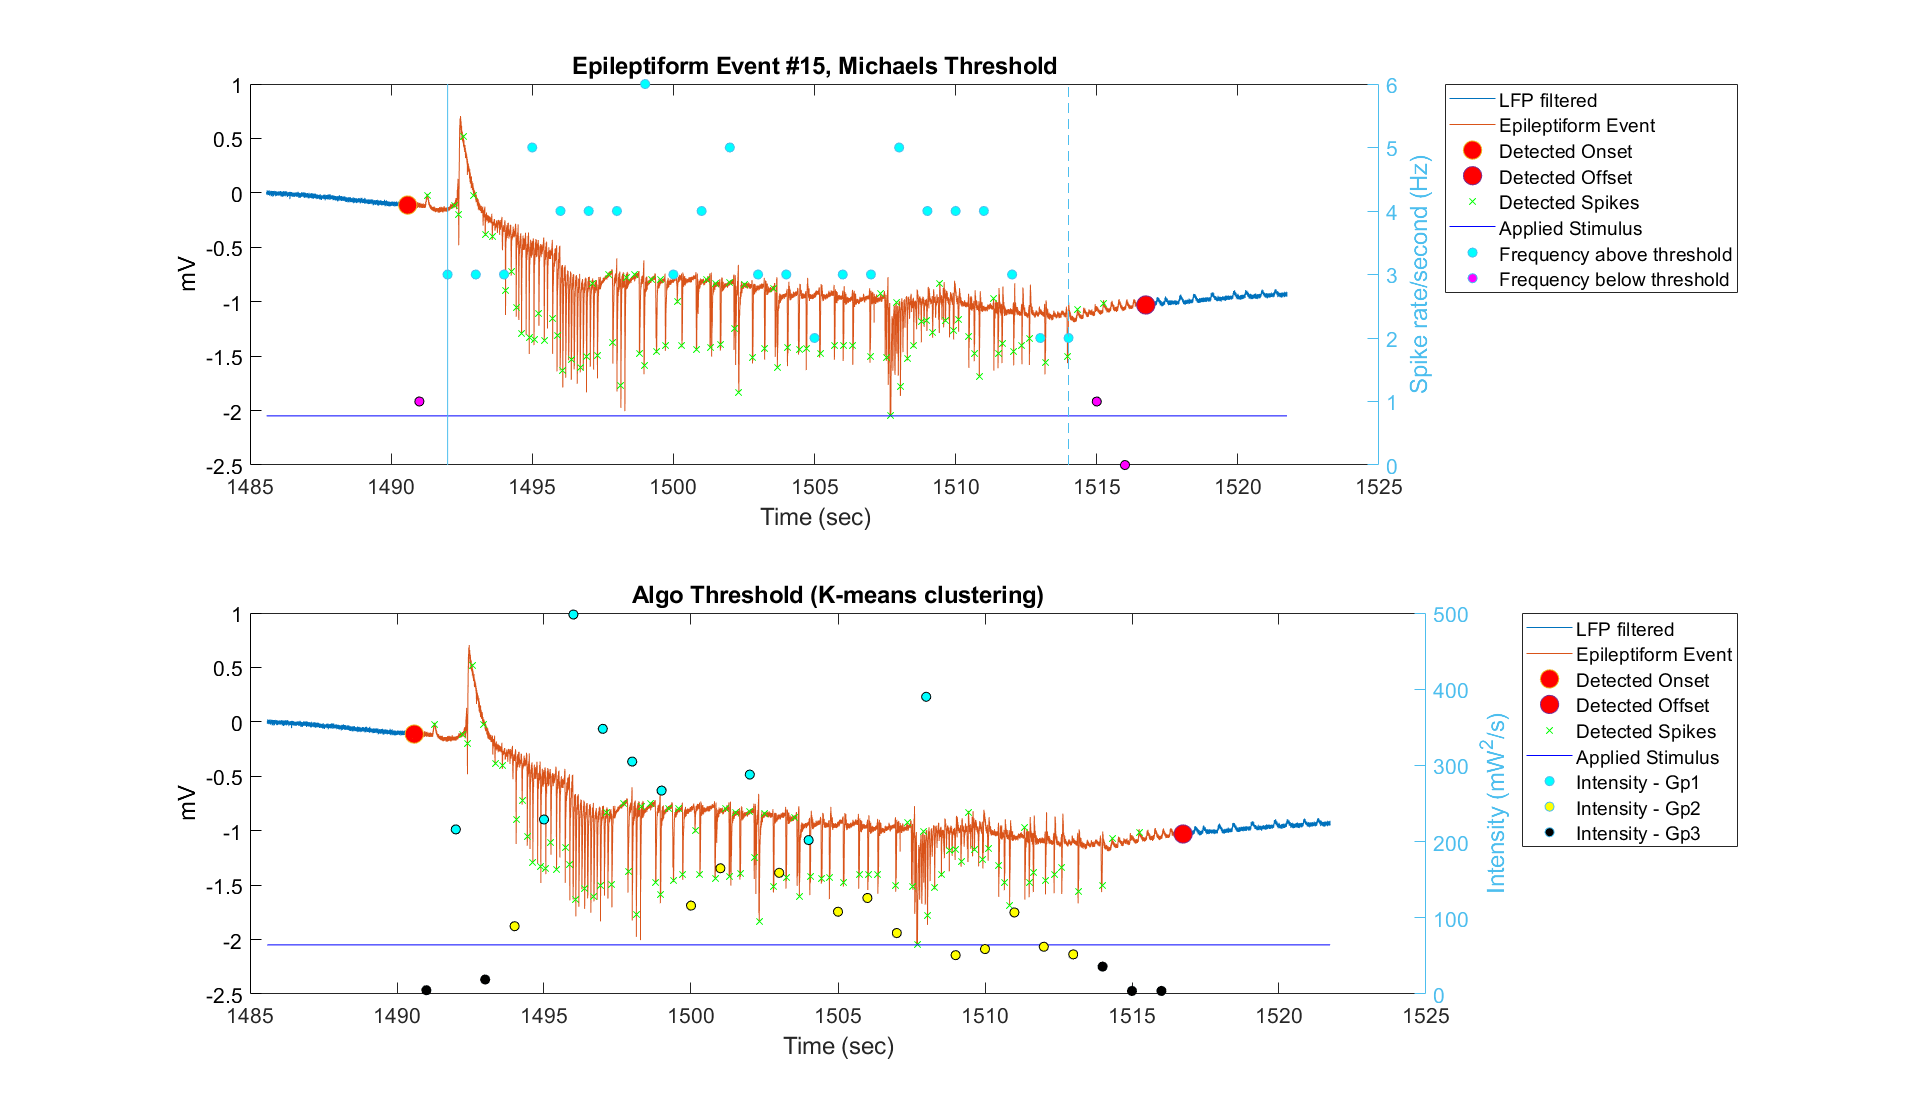 Epileptiform Event #15, Michaels Threshold
1
0.5
0
-0.5
-1
-1.5
-2
-2.5
mV
6
5
4
3
2
1
0
Spike rate/second (Hz)
1485 1490 1495 1500 1505 1510 1515 1520 1525
Time (sec)
LFP filtered
Epileptiform Event
Detected Onset
Detected Offset
Detected Spikes
Applied Stimulus
Frequency above threshold
Frequency below threshold
Algo Threshold (K-means clustering)
1
0.5
0
-0.5
-1
-1.5
-2
-2.5
mV
500
400
300
200
100
0
Intensity (mW²/s)
1485 1490 1495 1500 1505 1510 1515 1520 1525
Time (sec)
LFP filtered
Epileptiform Event
Detected Onset
Detected Offset
Detected Spikes
Applied Stimulus
Intensity - Gp1
Intensity - Gp2
Intensity - Gp3